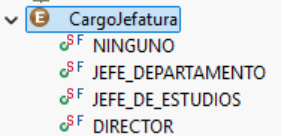 CargoJefatura
NINGUNO
JEFE_DEPARTAMENTO
JEFE_DE_ESTUDIOS
DIRECTOR